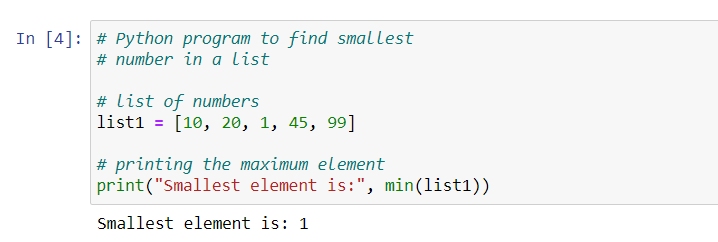 In [4]: # Python program to find smallest
# number in a list
# list of numbers
list1 = [10, 20, 1, 45, 99]
# printing the maximum element
print("Smallest element is:", min(list1))
Smallest element is: 1